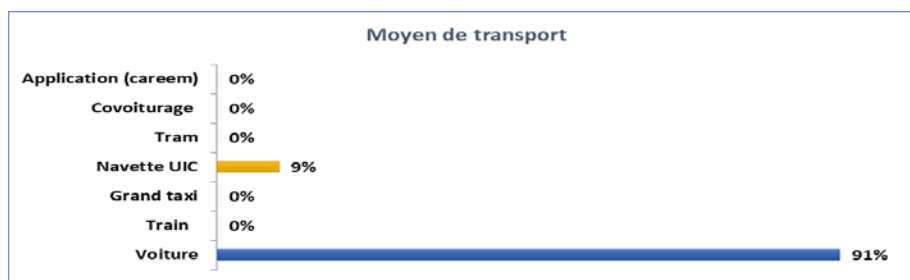 Moyen de transport
Application (careem) 0%
Covoiturage 0%
Tram 0%
Navette UIC 9%
Grand taxi 0%
Train 0%
Voiture 91%